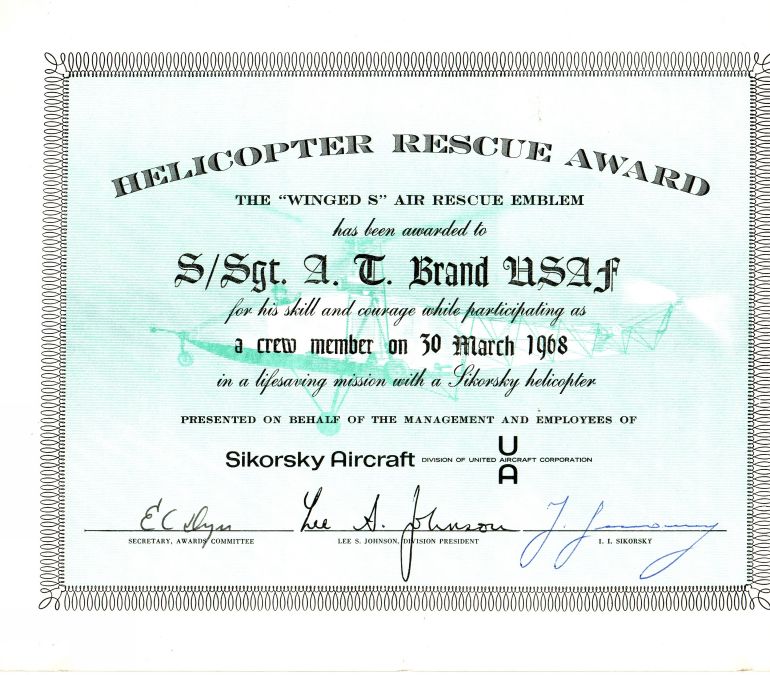 HELICOPTER RESCUE AWARD
THE "WINGED S" AIR RESCUE EMBLEM
has been awarded to
S/Sgt. A. T. Brand USAF
for his skill and courage while participating as
a crew member on 30 March 1968
in a lifesaving mission with a Sikorsky helicopter
PRESENTED ON BEHALF OF THE MANAGEMENT AND EMPLOYEES OF
Sikorsky Aircraft DIVISION OF UNITED AIRCRAFT CORPORATION
U
A
Lee S. Johnson
SECRETARY, AWARDS COMMITTEE LEE S. JOHNSON, DIVISION PRESIDENT I. I. SIKORSKY